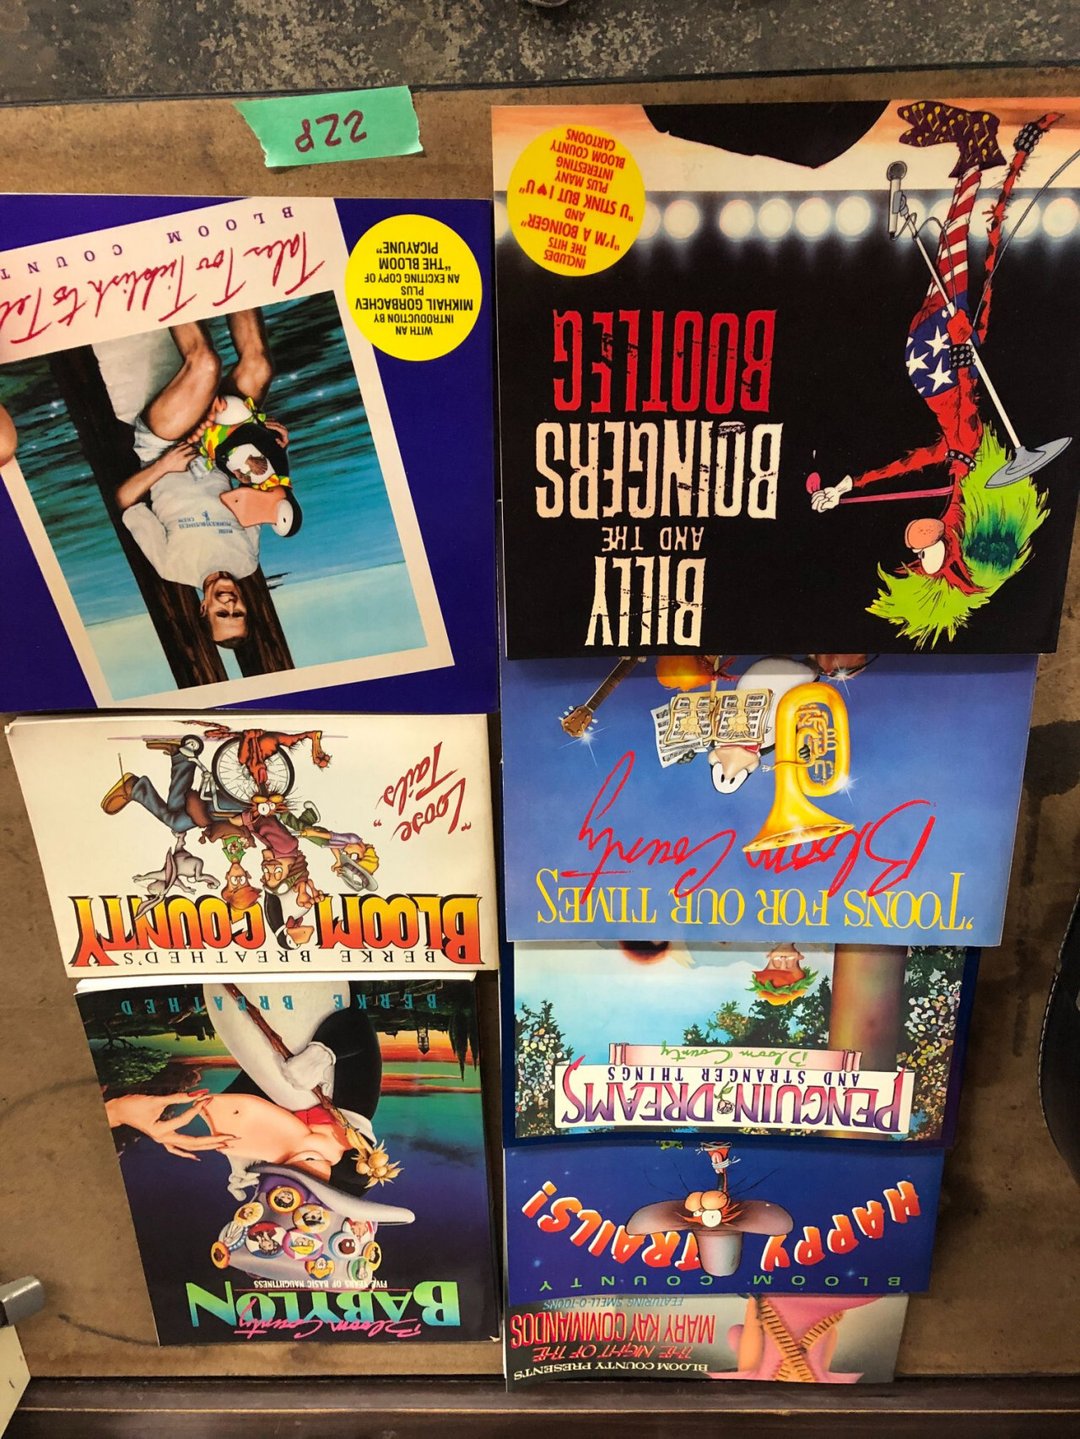 BLOOM COUNTY PRESENTS
THE NIGHT OF THE
MARY KAY COMMANDOS
FEATURING SMELL-O-TOONS
BLOOM COUNTY
HAPPY TRAILS!
PENGUIN DREAMS
AND STRANGER THINGS
Bloom County
'TOONS FOR OUR TIMES
Bloom County
BILLY
AND THE
BOINGERS
BOOTLEG
INCLUDES
THE HITS
"I'M A BOINGER"
AND
"U STINK BUT I ♥ U"
PLUS MANY
INTERESTING
BLOOM COUNTY
CARTOONS
Bloom County
BABYLON
FIVE YEARS OF BASIC NAUGHTINESS
BERKE BREATHED
BERKE BREATHED'S
BLOOM COUNTY
"Loose
Tails"
WITH AN
INTRODUCTION BY
MIKHAIL GORBACHEV
PLUS
AN EXCITING COPY OF
"THE BLOOM
PICAYUNE"
Tales Too Ticklish to Tel
BLOOM COUNT
22P